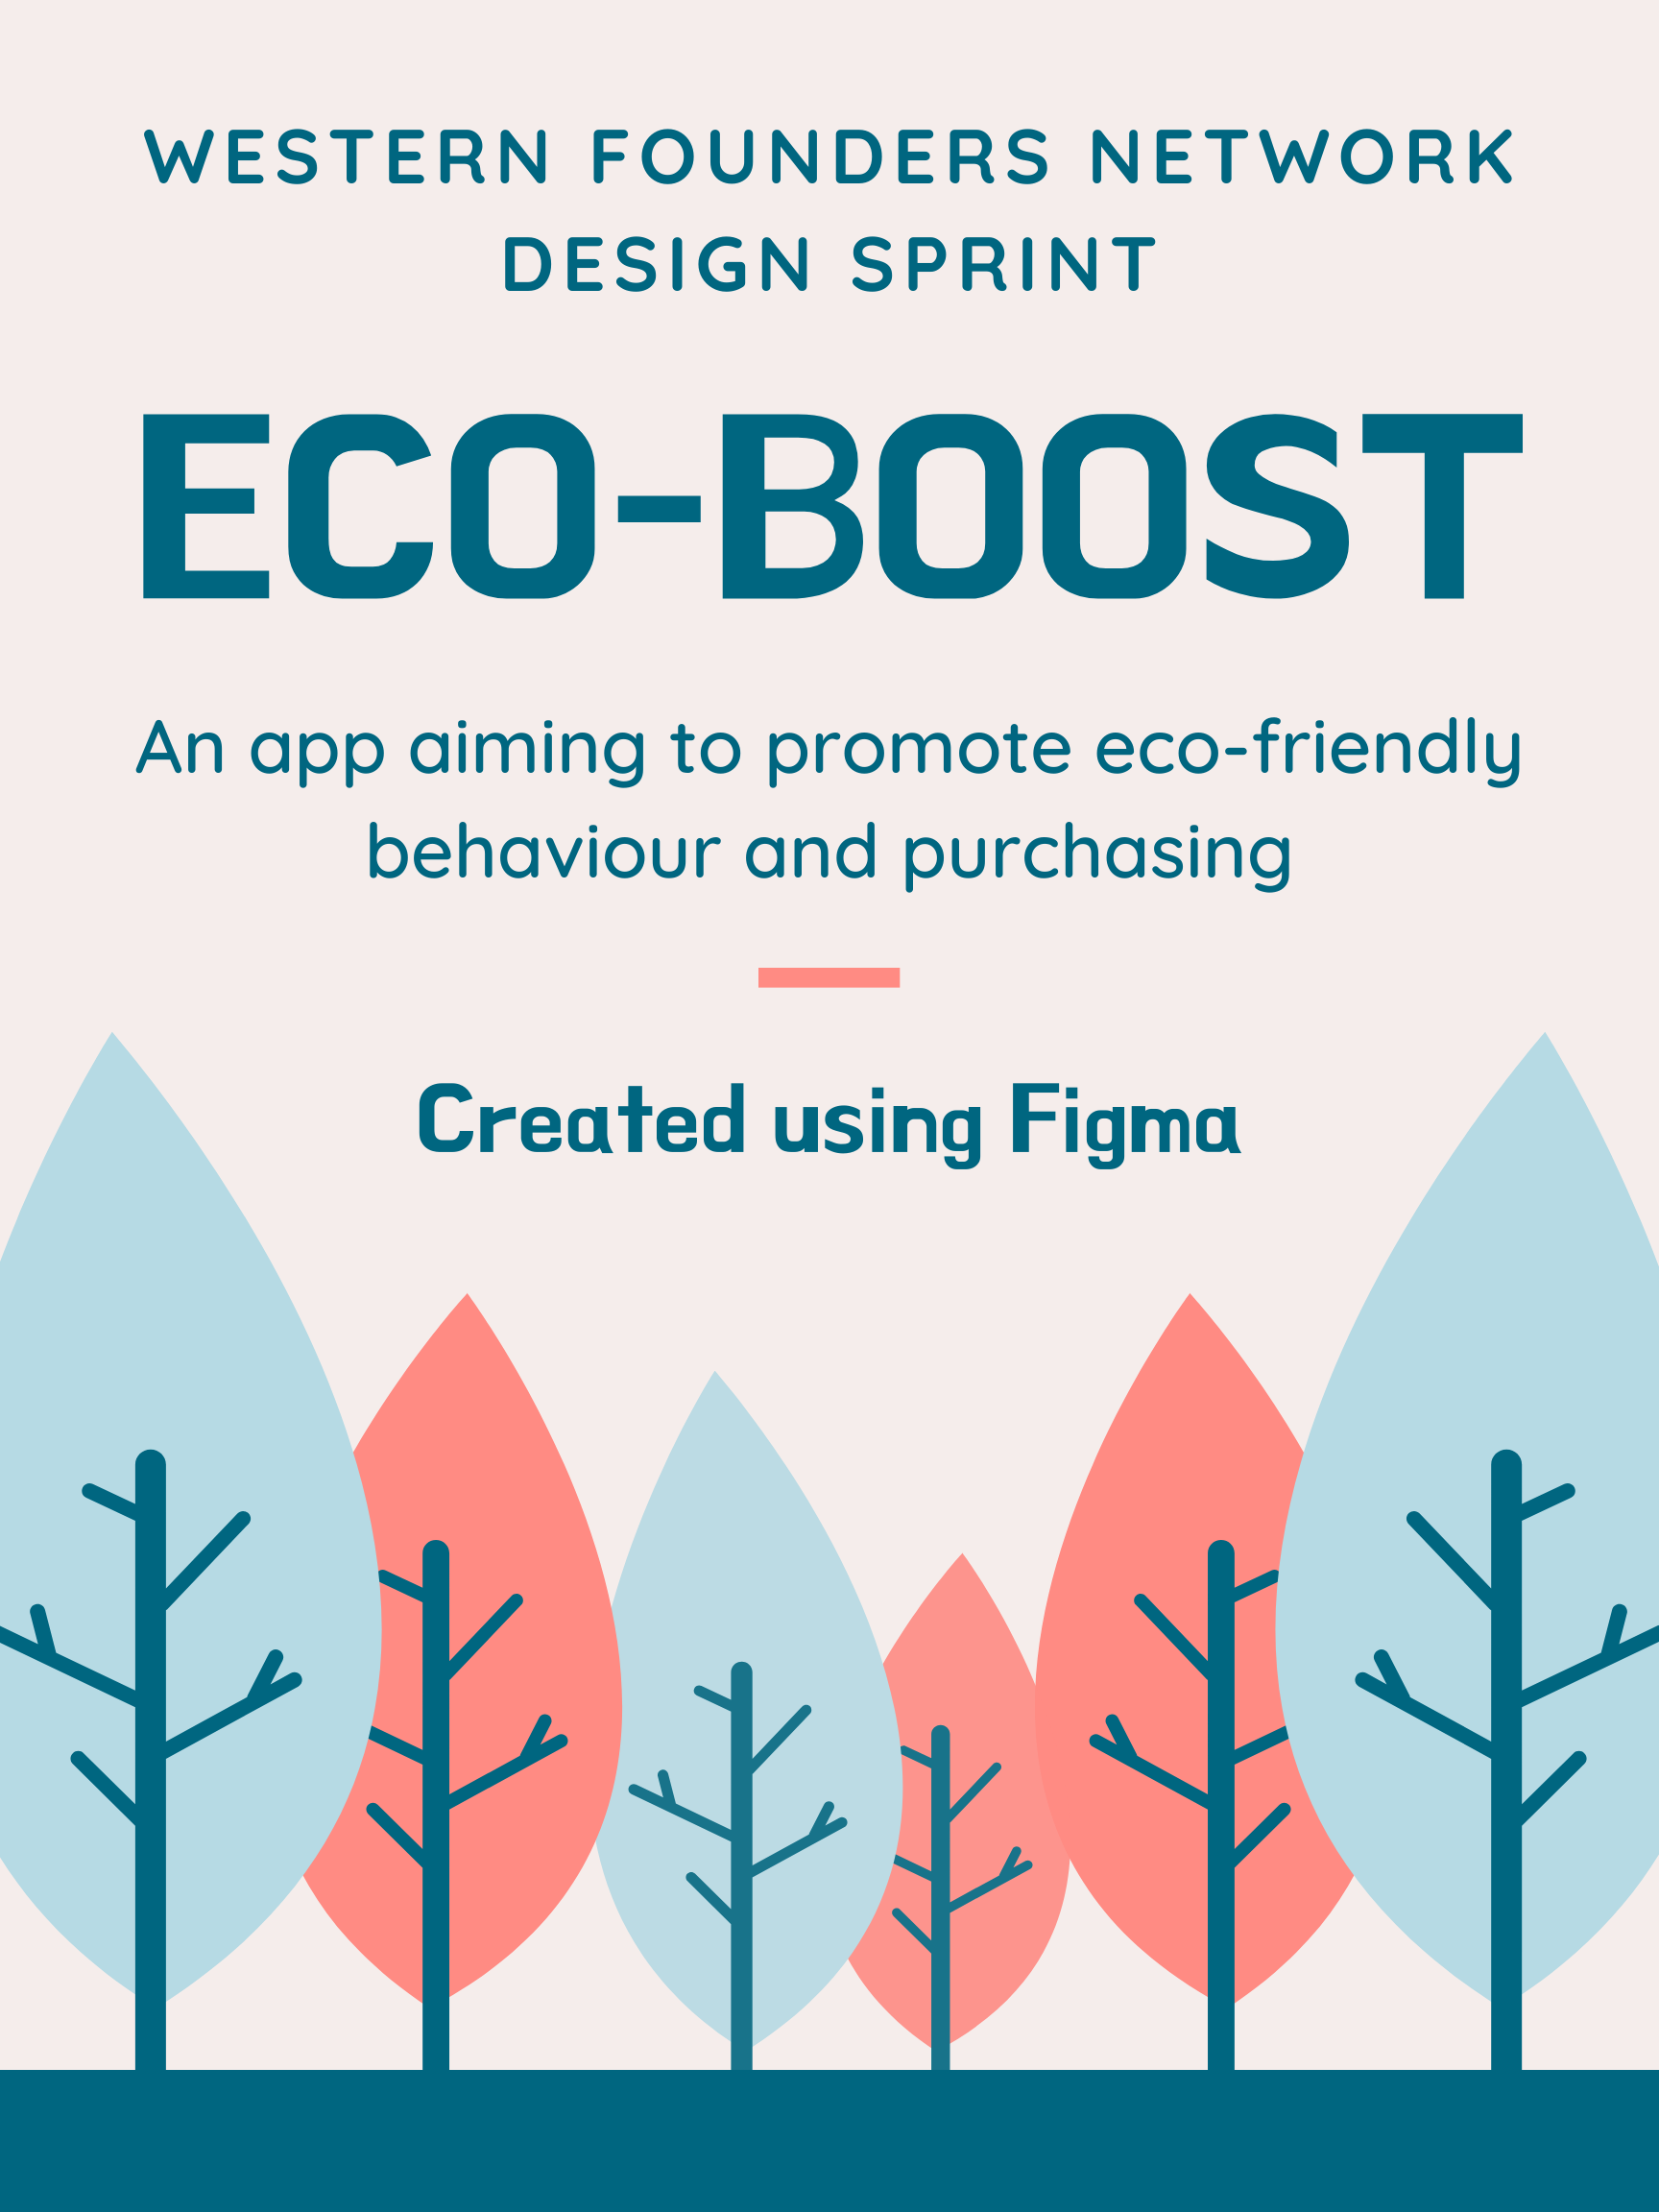 WESTERN FOUNDERS NETWORK
DESIGN SPRINT
ECO-BOOST
An app aiming to promote eco-friendly
behaviour and purchasing
Created using Figma